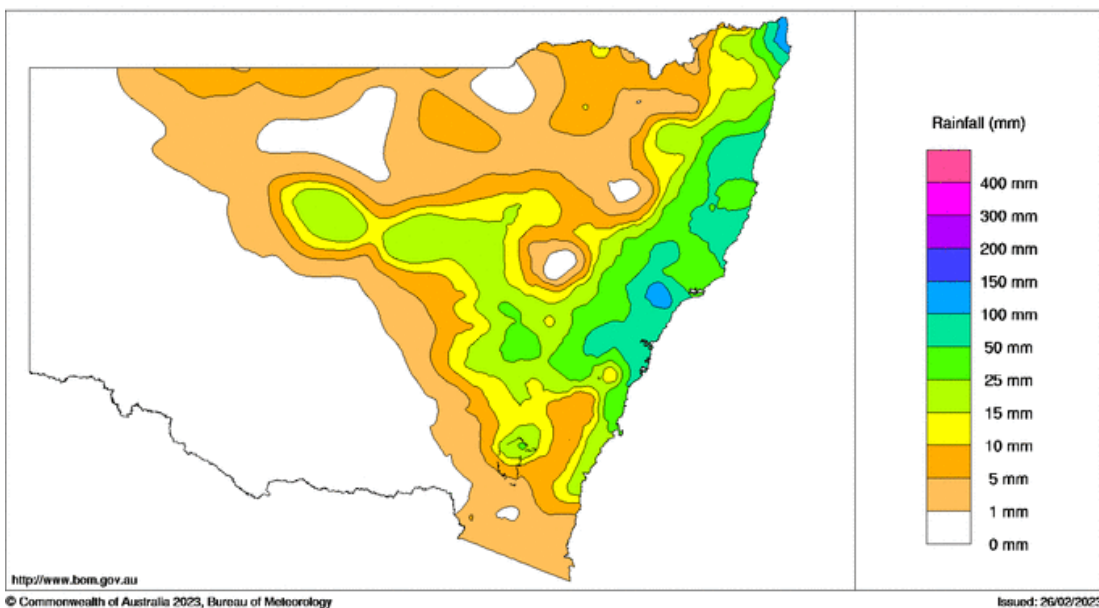 Rainfall (mm)
400 mm
300 mm
200 mm
150 mm
100 mm
50 mm
25 mm
15 mm
10 mm
5 mm
1 mm
0 mm
http://www.bom.gov.au
© Commonwealth of Australia 2023, Bureau of Meteorology
Issued: 26/02/2023